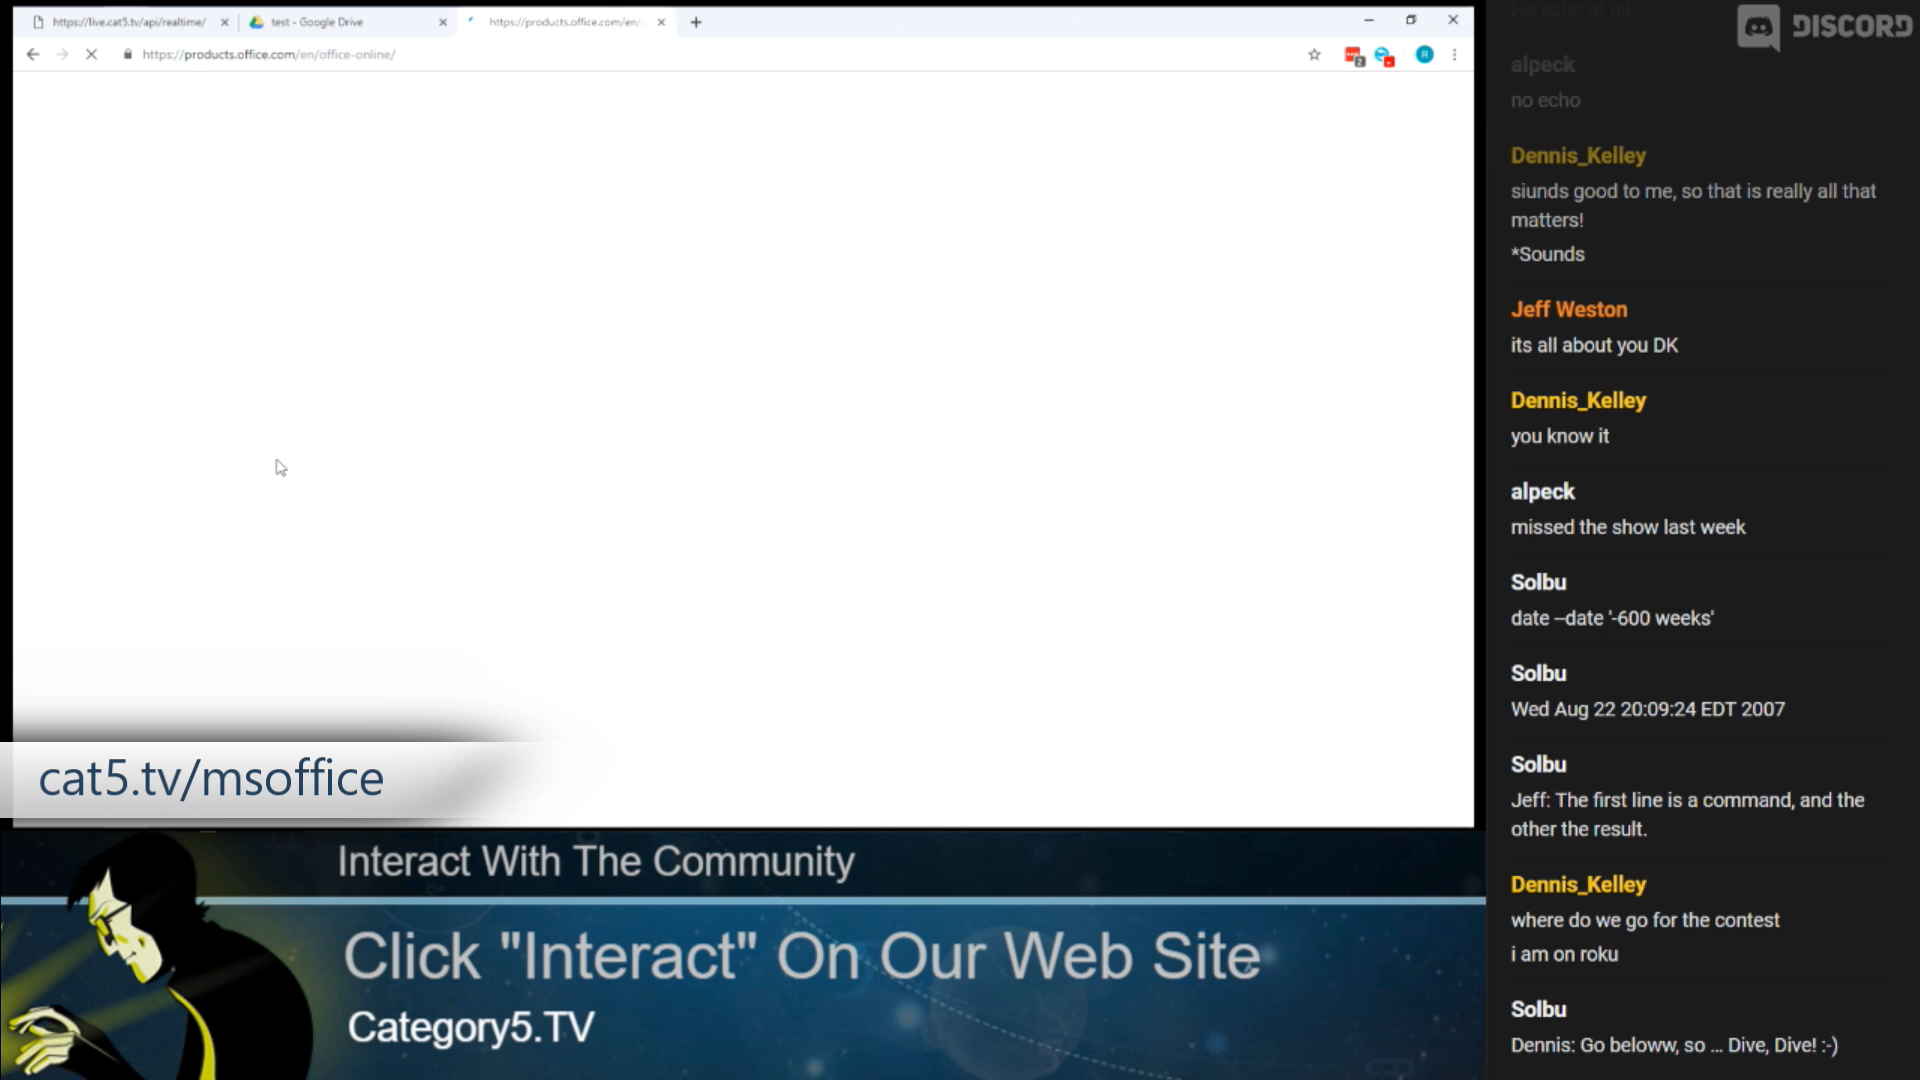 https://live.cat5.tv/api/realtime/
test - Google Drive
https://products.office.com/en/
https://products.office.com/en/office-online/
cat5.tv/msoffice
Interact With The Community
Click "Interact" On Our Web Site
Category5.TV
DISCORD
No echo at all
alpeck
no echo
Dennis_Kelley
siunds good to me, so that is really all that
matters!
*Sounds
Jeff Weston
its all about you DK
Dennis_Kelley
you know it
alpeck
missed the show last week
Solbu
date –date '-600 weeks'
Solbu
Wed Aug 22 20:09:24 EDT 2007
Solbu
Jeff: The first line is a command, and the
other the result.
Dennis_Kelley
where do we go for the contest
i am on roku
Solbu
Dennis: Go beloww, so ... Dive, Dive! :-)